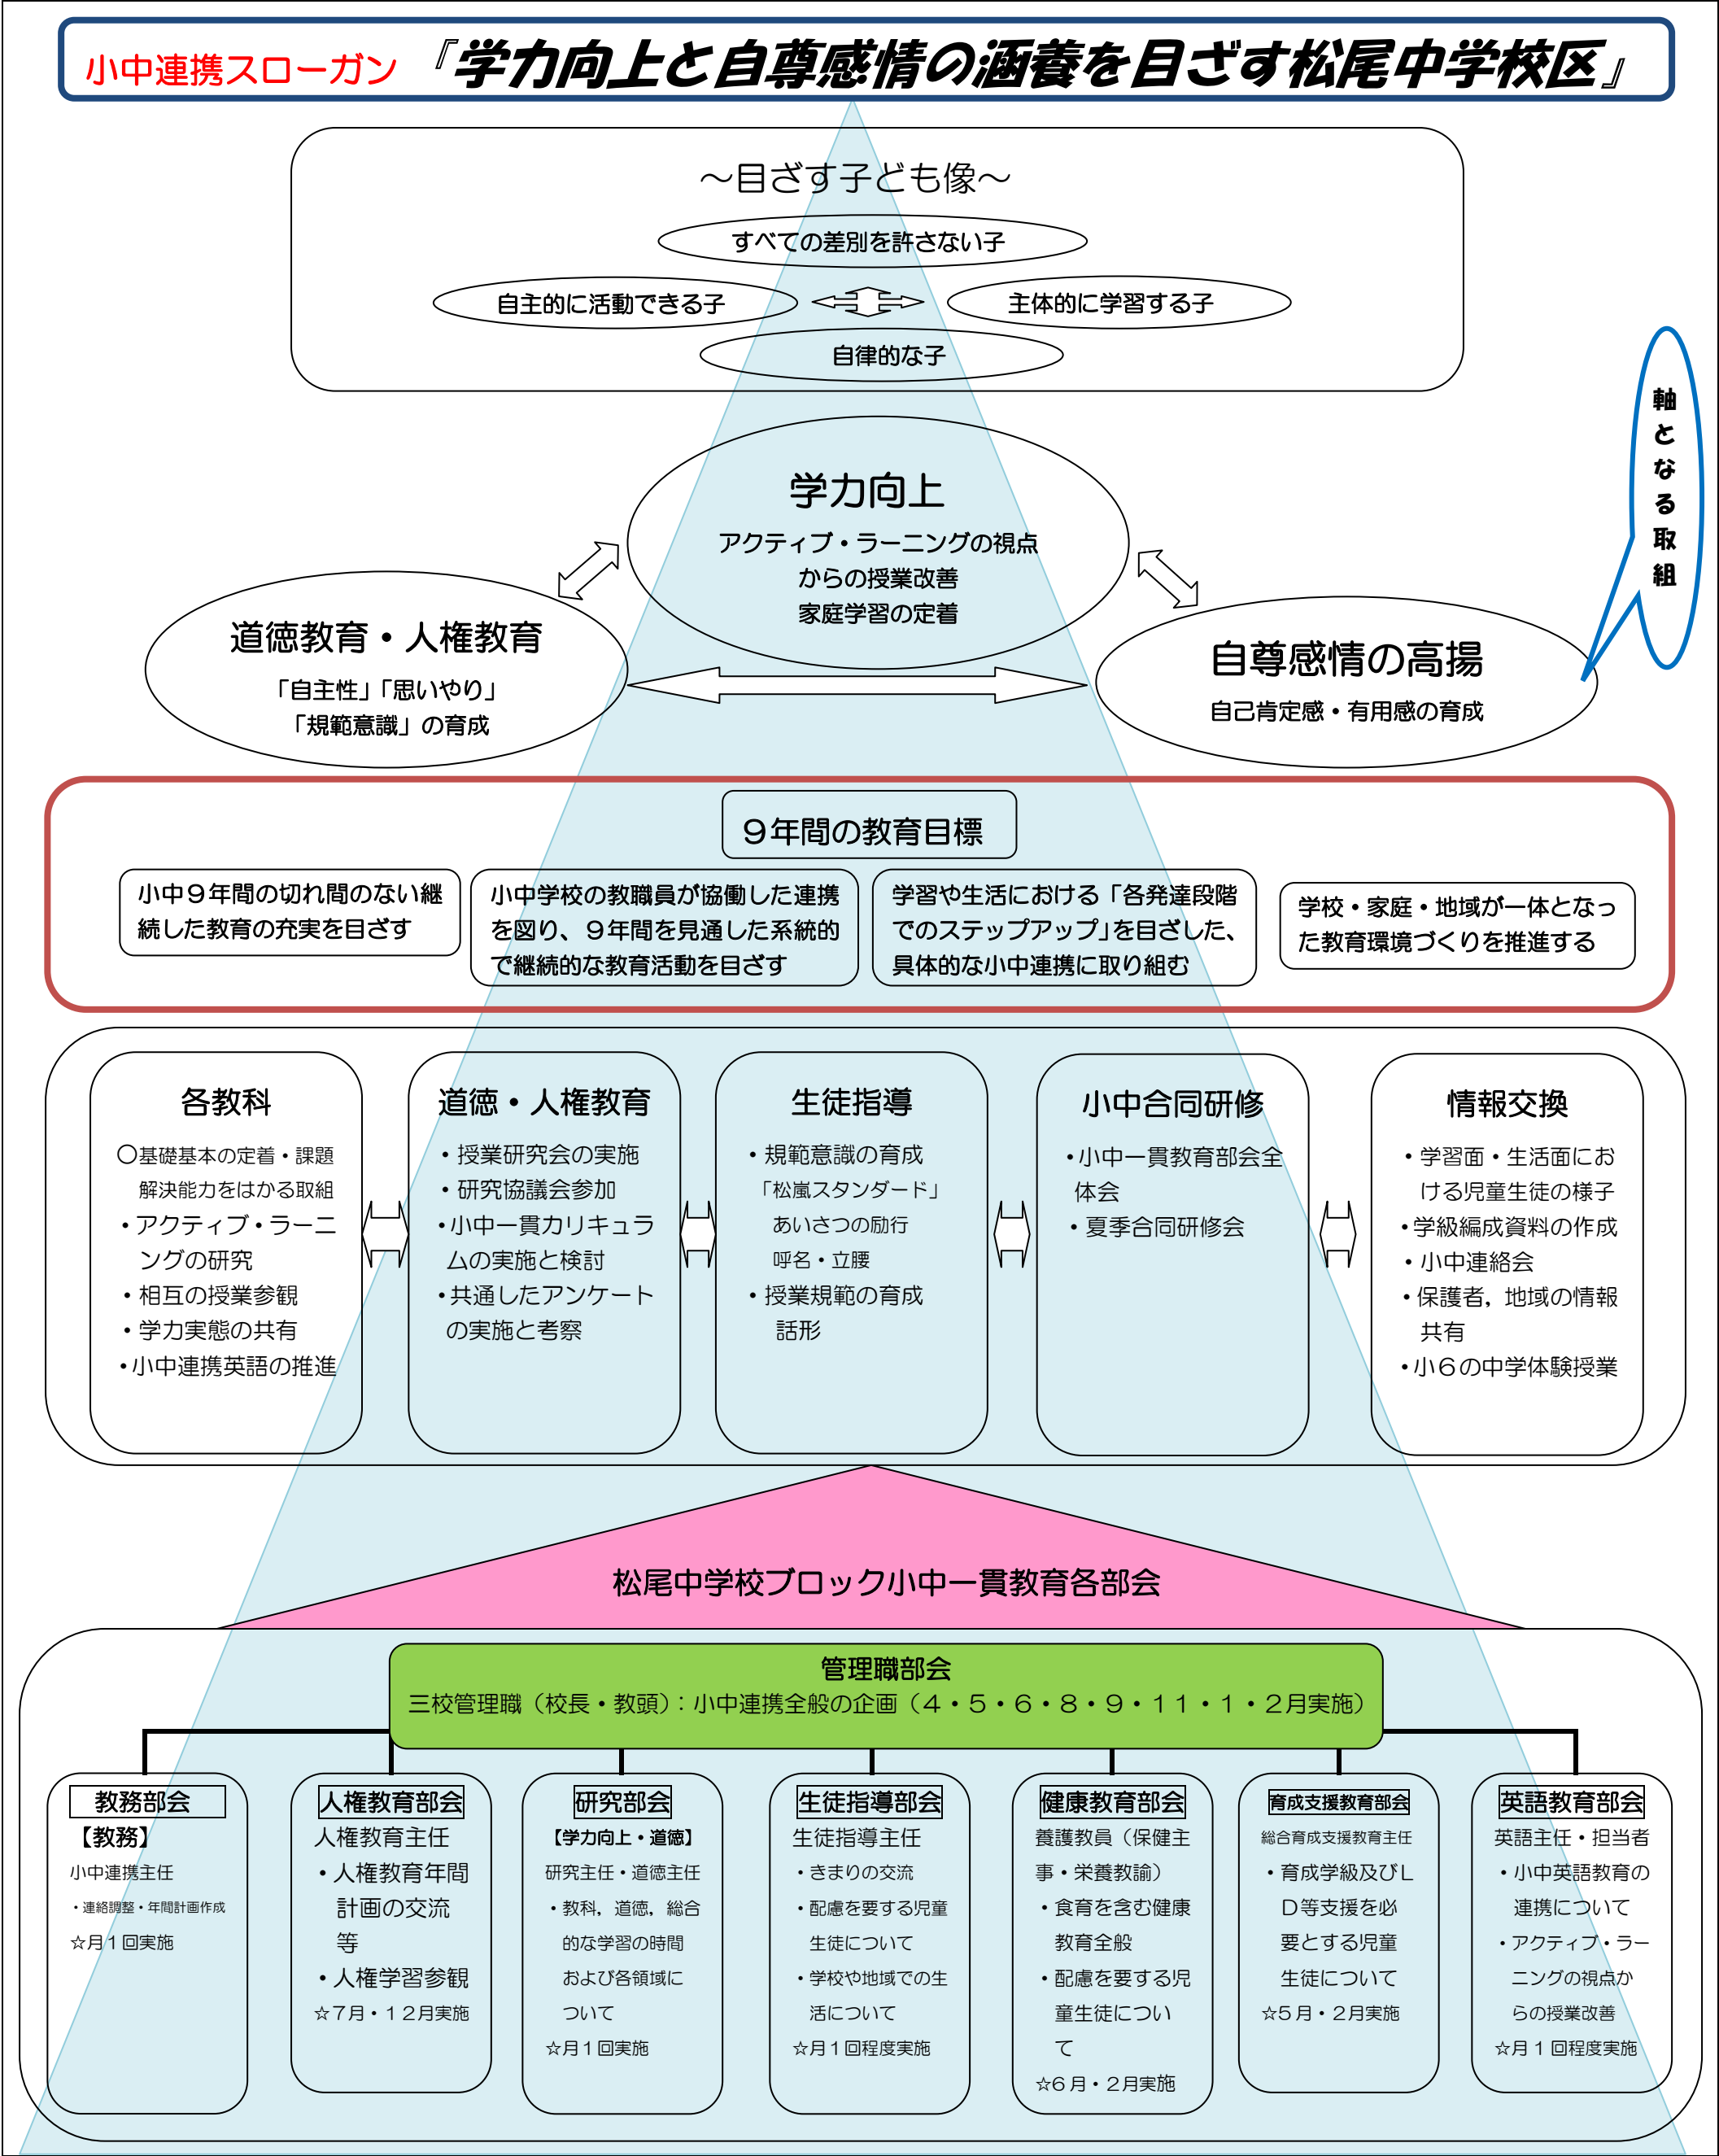 小中連携スローガン 『学力向上と自尊感情の涵養を目ざす松尾中学校区』
～目ざす子ども像～
すべての差別を許さない子
自主的に活動できる子
主体的に学習する子
自律的な子
軸となる取組
学力向上
アクティブ・ラーニングの視点
からの授業改善
家庭学習の定着
道徳教育・人権教育
「自主性」「思いやり」
「規範意識」の育成
自尊感情の高揚
自己肯定感・有用感の育成
９年間の教育目標
小中９年間の切れ間のない継
続した教育の充実を目ざす
小中学校の教職員が協働した連携
を図り、９年間を見通した系統的
で継続的な教育活動を目ざす
学習や生活における「各発達段階
でのステップアップ」を目ざした、
具体的な小中連携に取り組む
学校・家庭・地域が一体となっ
た教育環境づくりを推進する
各教科
〇基礎基本の定着・課題
解決能力をはかる取組
・アクティブ・ラーニ
ングの研究
・相互の授業参観
・学力実態の共有
・小中連携英語の推進
道徳・人権教育
・授業研究会の実施
・研究協議会参加
・小中一貫カリキュラ
ムの実施と検討
・共通したアンケート
の実施と考察
生徒指導
・規範意識の育成
「松嵐スタンダード」
あいさつの励行
呼名・立腰
・授業規範の育成
話形
小中合同研修
・小中一貫教育部会全
体会
・夏季合同研修会
情報交換
・学習面・生活面にお
ける児童生徒の様子
・学級編成資料の作成
・小中連絡会
・保護者，地域の情報
共有
・小６の中学体験授業
松尾中学校ブロック小中一貫教育各部会
管理職部会
三校管理職（校長・教頭）：小中連携全般の企画（４・５・６・８・９・１１・１・２月実施）
教務部会
【教務】
小中連携主任
・連絡調整・年間計画作成
☆月１回実施
人権教育部会
人権教育主任
・人権教育年間
計画の交流
等
・人権学習参観
☆７月・１２月実施
研究部会
【学力向上・道徳】
研究主任・道徳主任
・教科，道徳，総合
的な学習の時間
および各領域に
ついて
☆月１回実施
生徒指導部会
生徒指導主任
・きまりの交流
・配慮を要する児童
生徒について
・学校や地域での生
活について
☆月１回程度実施
健康教育部会
養護教員（保健主
事・栄養教諭）
・食育を含む健康
教育全般
・配慮を要する児
童生徒につい
て
☆６月・２月実施
育成支援教育部会
総合育成支援教育主任
・育成学級及びＬ
Ｄ等支援を必
要とする児童
生徒について
☆５月・２月実施
英語教育部会
英語主任・担当者
・小中英語教育の
連携について
・アクティブ・ラー
ニングの視点か
らの授業改善
☆月１回程度実施